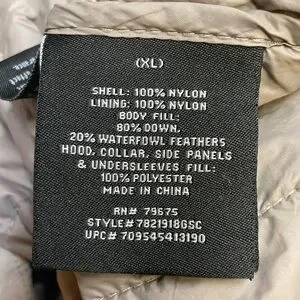 (XL)
SHELL: 100% NYLON
LINING: 100% NYLON
BODY FILL:
80% DOWN,
20% WATERFOWL FEATHERS
HOOD, COLLAR, SIDE PANELS
& UNDERSLEEVES FILL:
100% POLYESTER
MADE IN CHINA
RN# 79675
STYLE# 7821918GSC
UPC# 709545413190